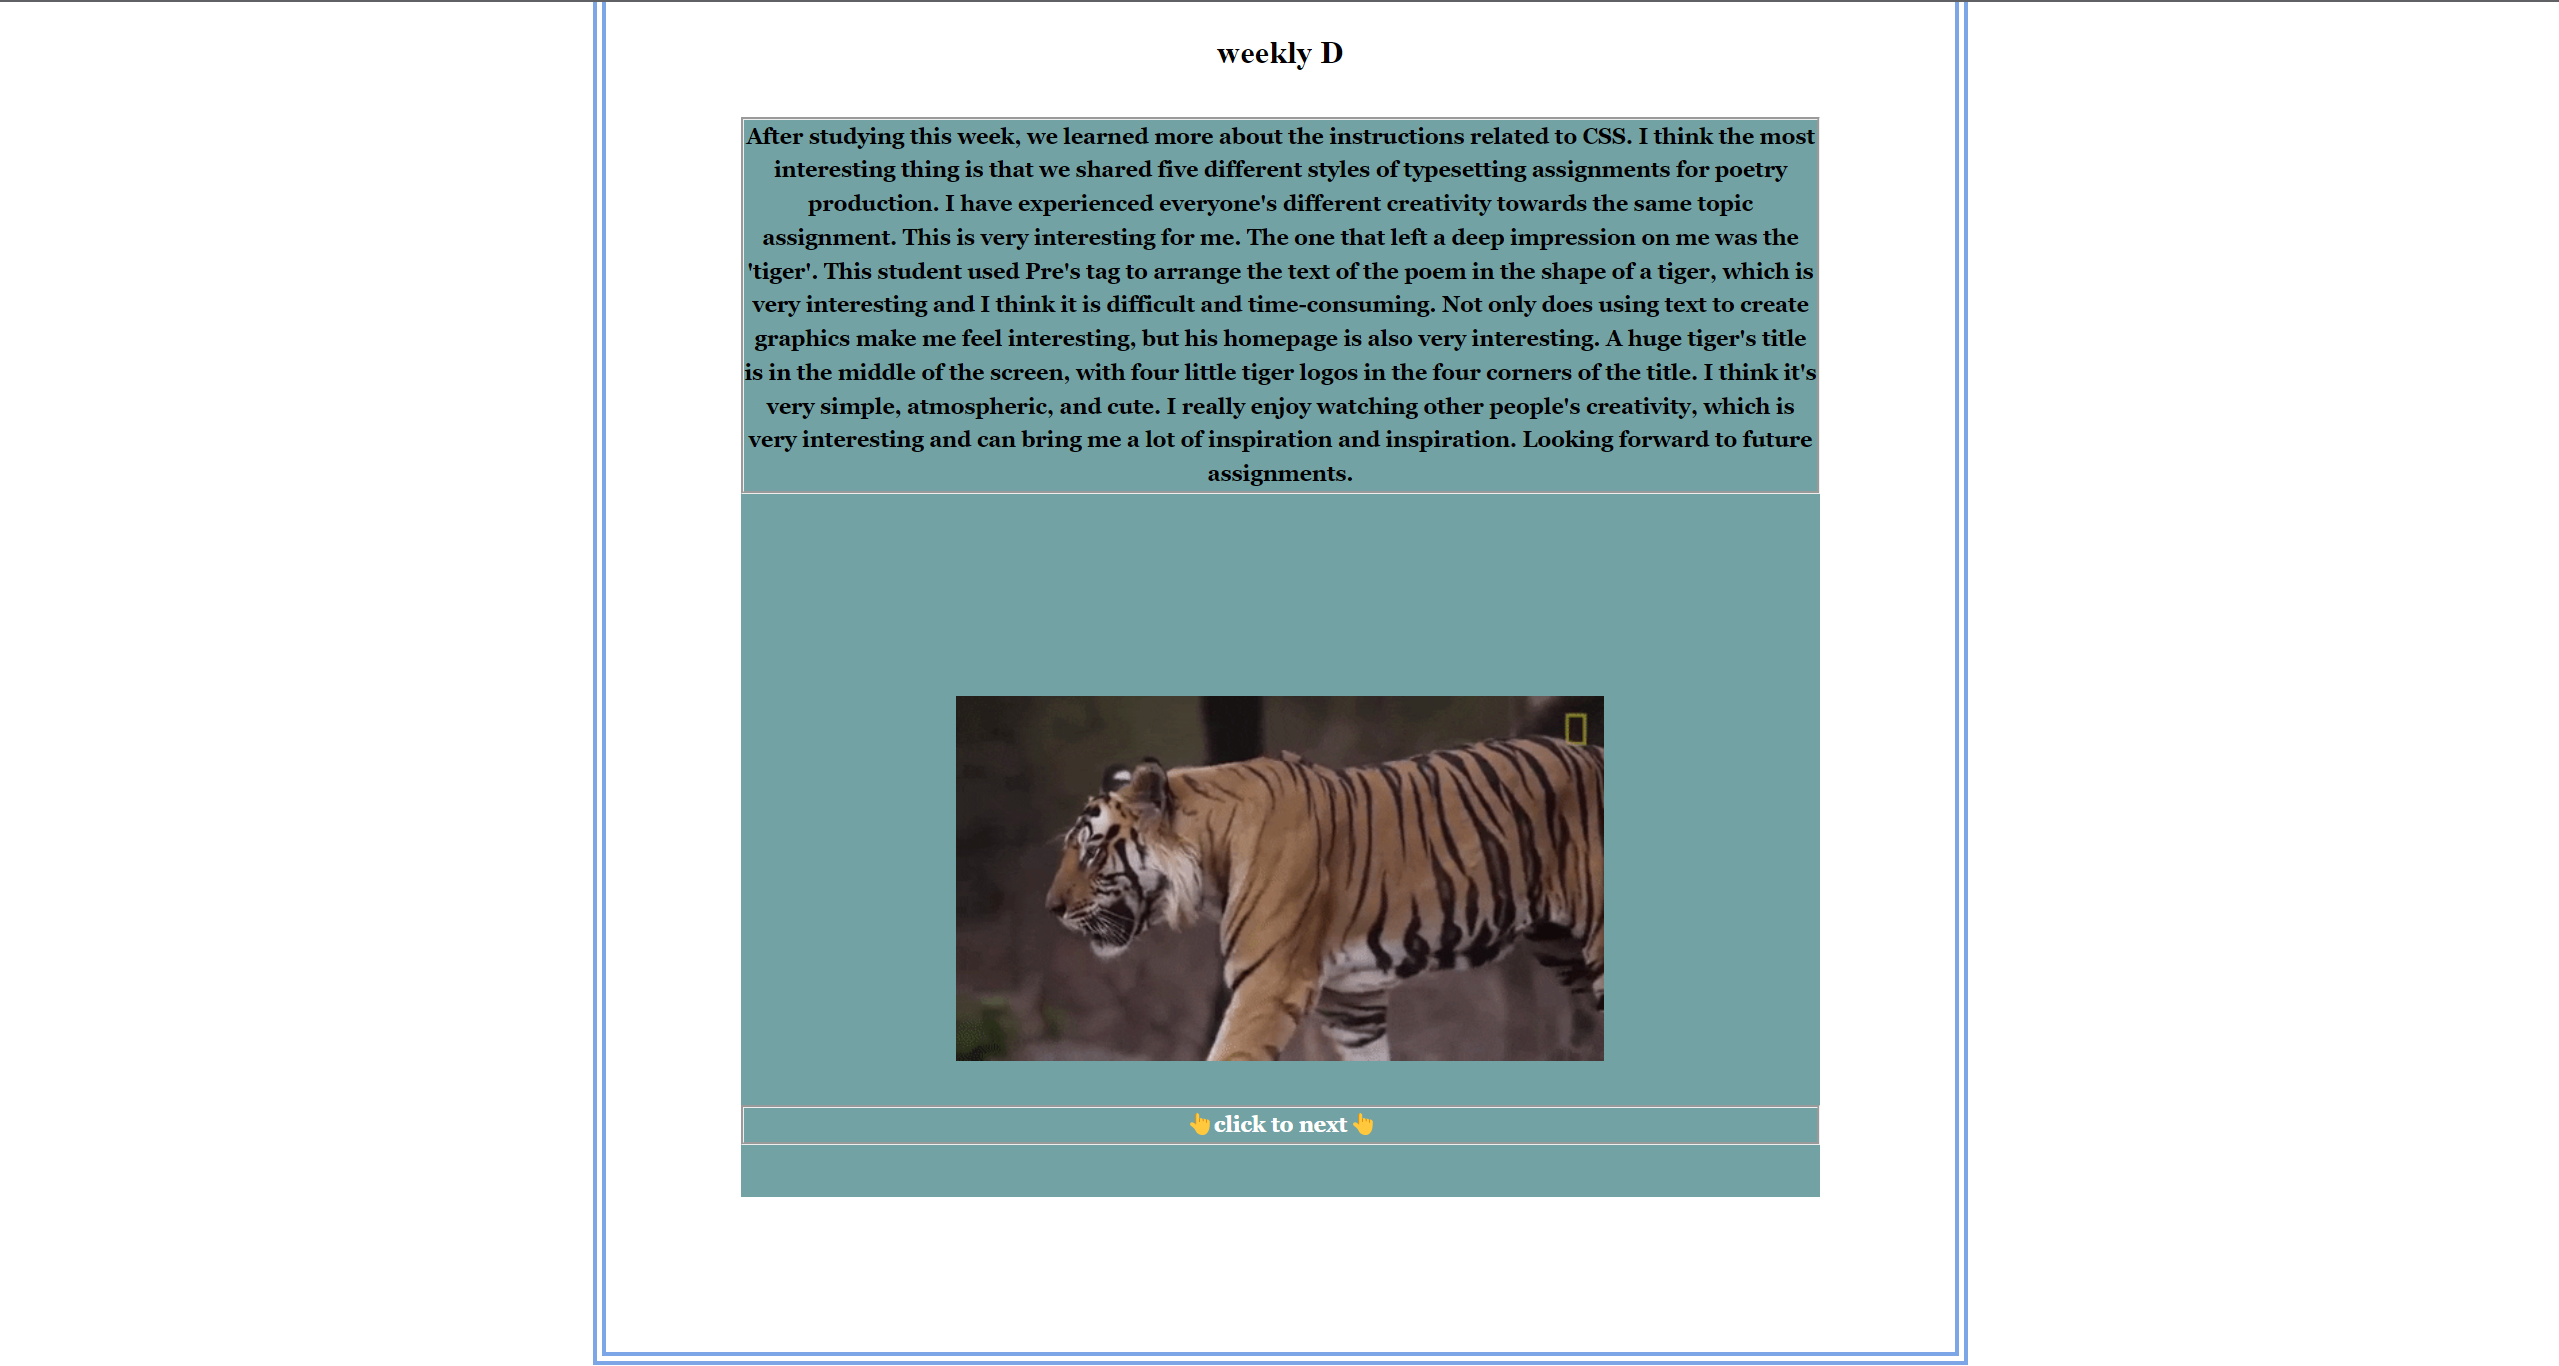 weekly D
After studying this week, we learned more about the instructions related to CSS. I think the most
interesting thing is that we shared five different styles of typesetting assignments for poetry
production. I have experienced everyone's different creativity towards the same topic
assignment. This is very interesting for me. The one that left a deep impression on me was the
'tiger'. This student used Pre's tag to arrange the text of the poem in the shape of a tiger, which is
very interesting and I think it is difficult and time-consuming. Not only does using text to create
graphics make me feel interesting, but his homepage is also very interesting. A huge tiger's title
is in the middle of the screen, with four little tiger logos in the four corners of the title. I think it's
very simple, atmospheric, and cute. I really enjoy watching other people's creativity, which is
very interesting and can bring me a lot of inspiration and inspiration. Looking forward to future
assignments.
👆click to next 👆